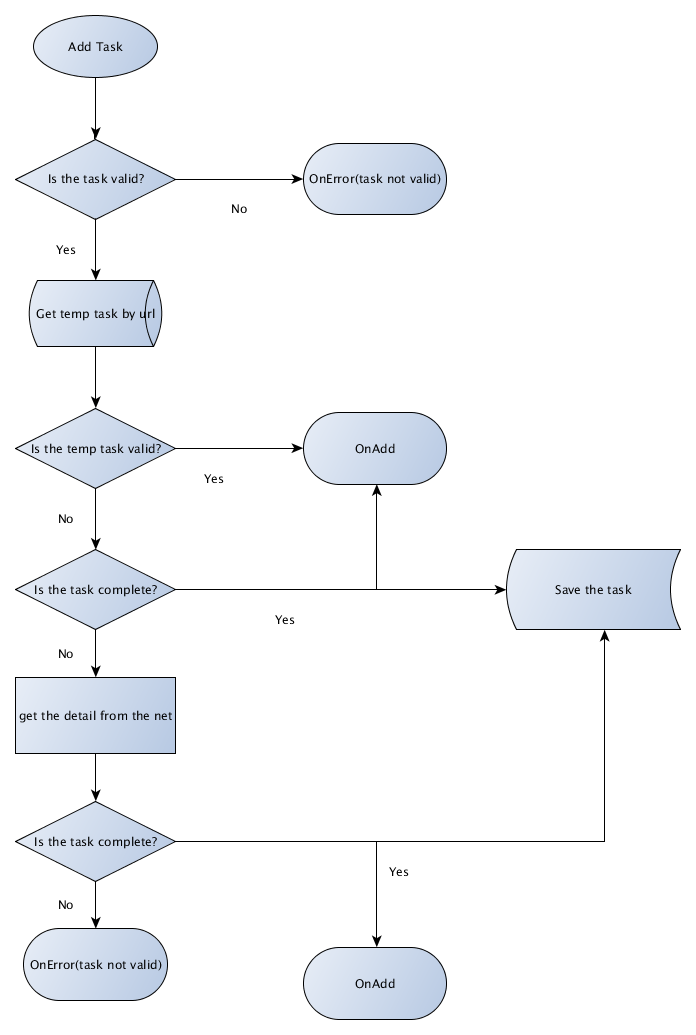 Add Task
Is the task valid?
OnError(task not valid)
No
Yes
Get temp task by url
Is the temp task valid?
OnAdd
Yes
No
Is the task complete?
Save the task
Yes
No
get the detail from the net
Is the task complete?
Yes
No
OnError(task not valid)
OnAdd